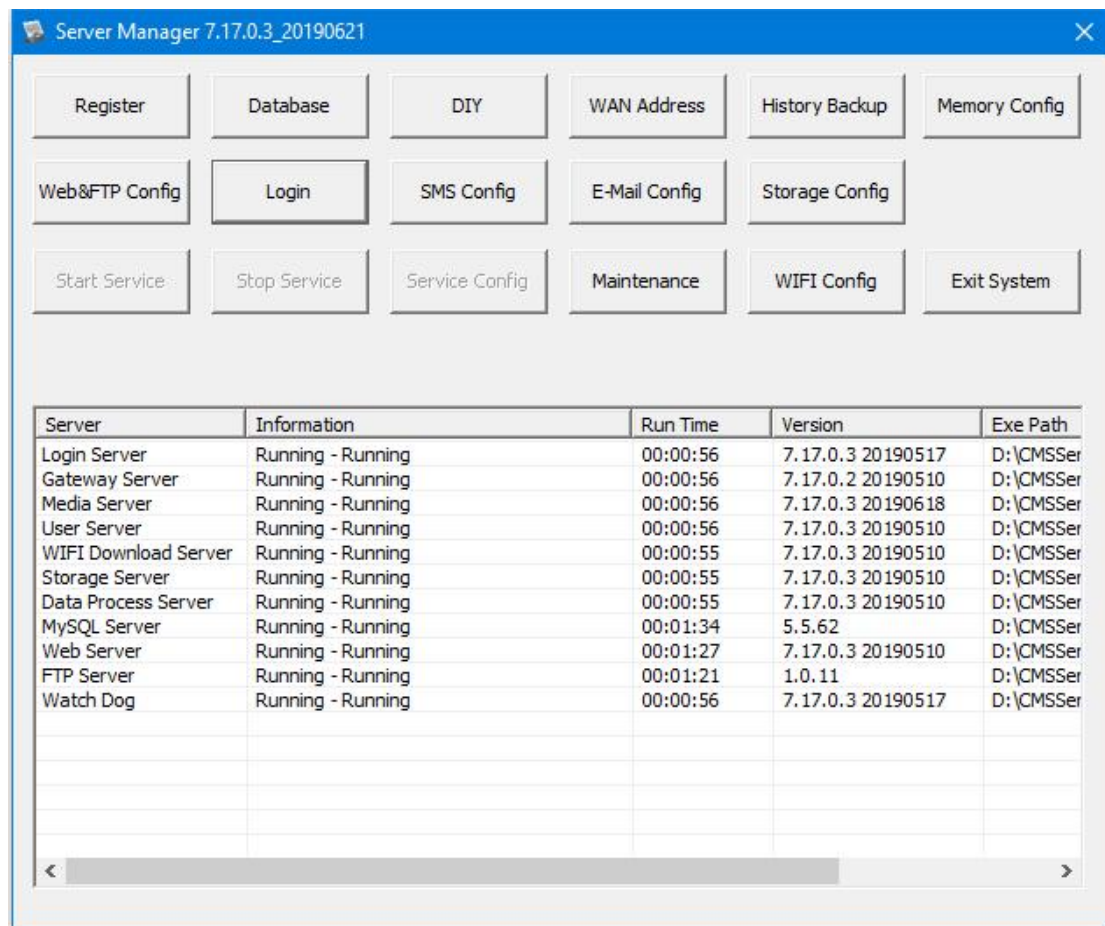 Server Manager 7.17.0.3_20190621
Register Database DIY WAN Address History Backup Memory Config
Web&FTP Config Login SMS Config E-Mail Config Storage Config
Start Service Stop Service Service Config Maintenance WIFI Config Exit System
Server Information Run Time Version Exe Path
Login Server Running - Running 00:00:56 7.17.0.3 20190517 D:\CMSSer
Gateway Server Running - Running 00:00:56 7.17.0.2 20190510 D:\CMSSer
Media Server Running - Running 00:00:56 7.17.0.3 20190618 D:\CMSSer
User Server Running - Running 00:00:56 7.17.0.3 20190510 D:\CMSSer
WIFI Download Server Running - Running 00:00:55 7.17.0.3 20190510 D:\CMSSer
Storage Server Running - Running 00:00:55 7.17.0.3 20190510 D:\CMSSer
Data Process Server Running - Running 00:00:55 7.17.0.3 20190510 D:\CMSSer
MySQL Server Running - Running 00:01:34 5.5.62 D:\CMSSer
Web Server Running - Running 00:01:27 7.17.0.3 20190510 D:\CMSSer
FTP Server Running - Running 00:01:21 1.0.11 D:\CMSSer
Watch Dog Running - Running 00:00:56 7.17.0.3 20190517 D:\CMSSer